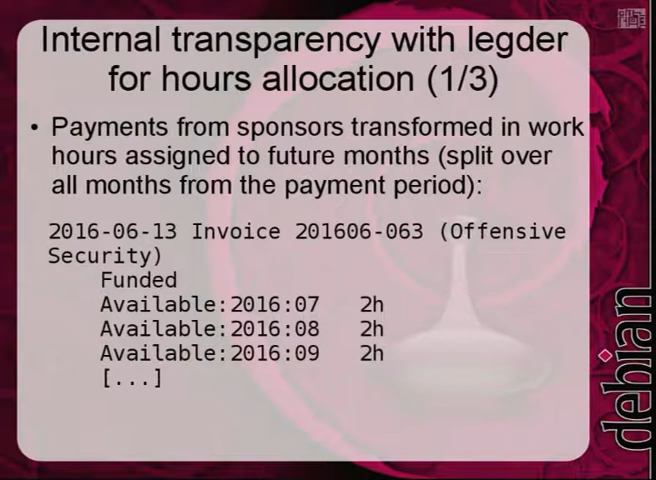 Internal transparency with legder
for hours allocation (1/3)
• Payments from sponsors transformed in work
hours assigned to future months (split over
all months from the payment period):
2016-06-13 Invoice 201606-063 (Offensive
Security)
Funded
Available:2016:07 2h
Available:2016:08 2h
Available:2016:09 2h
[...]
debian